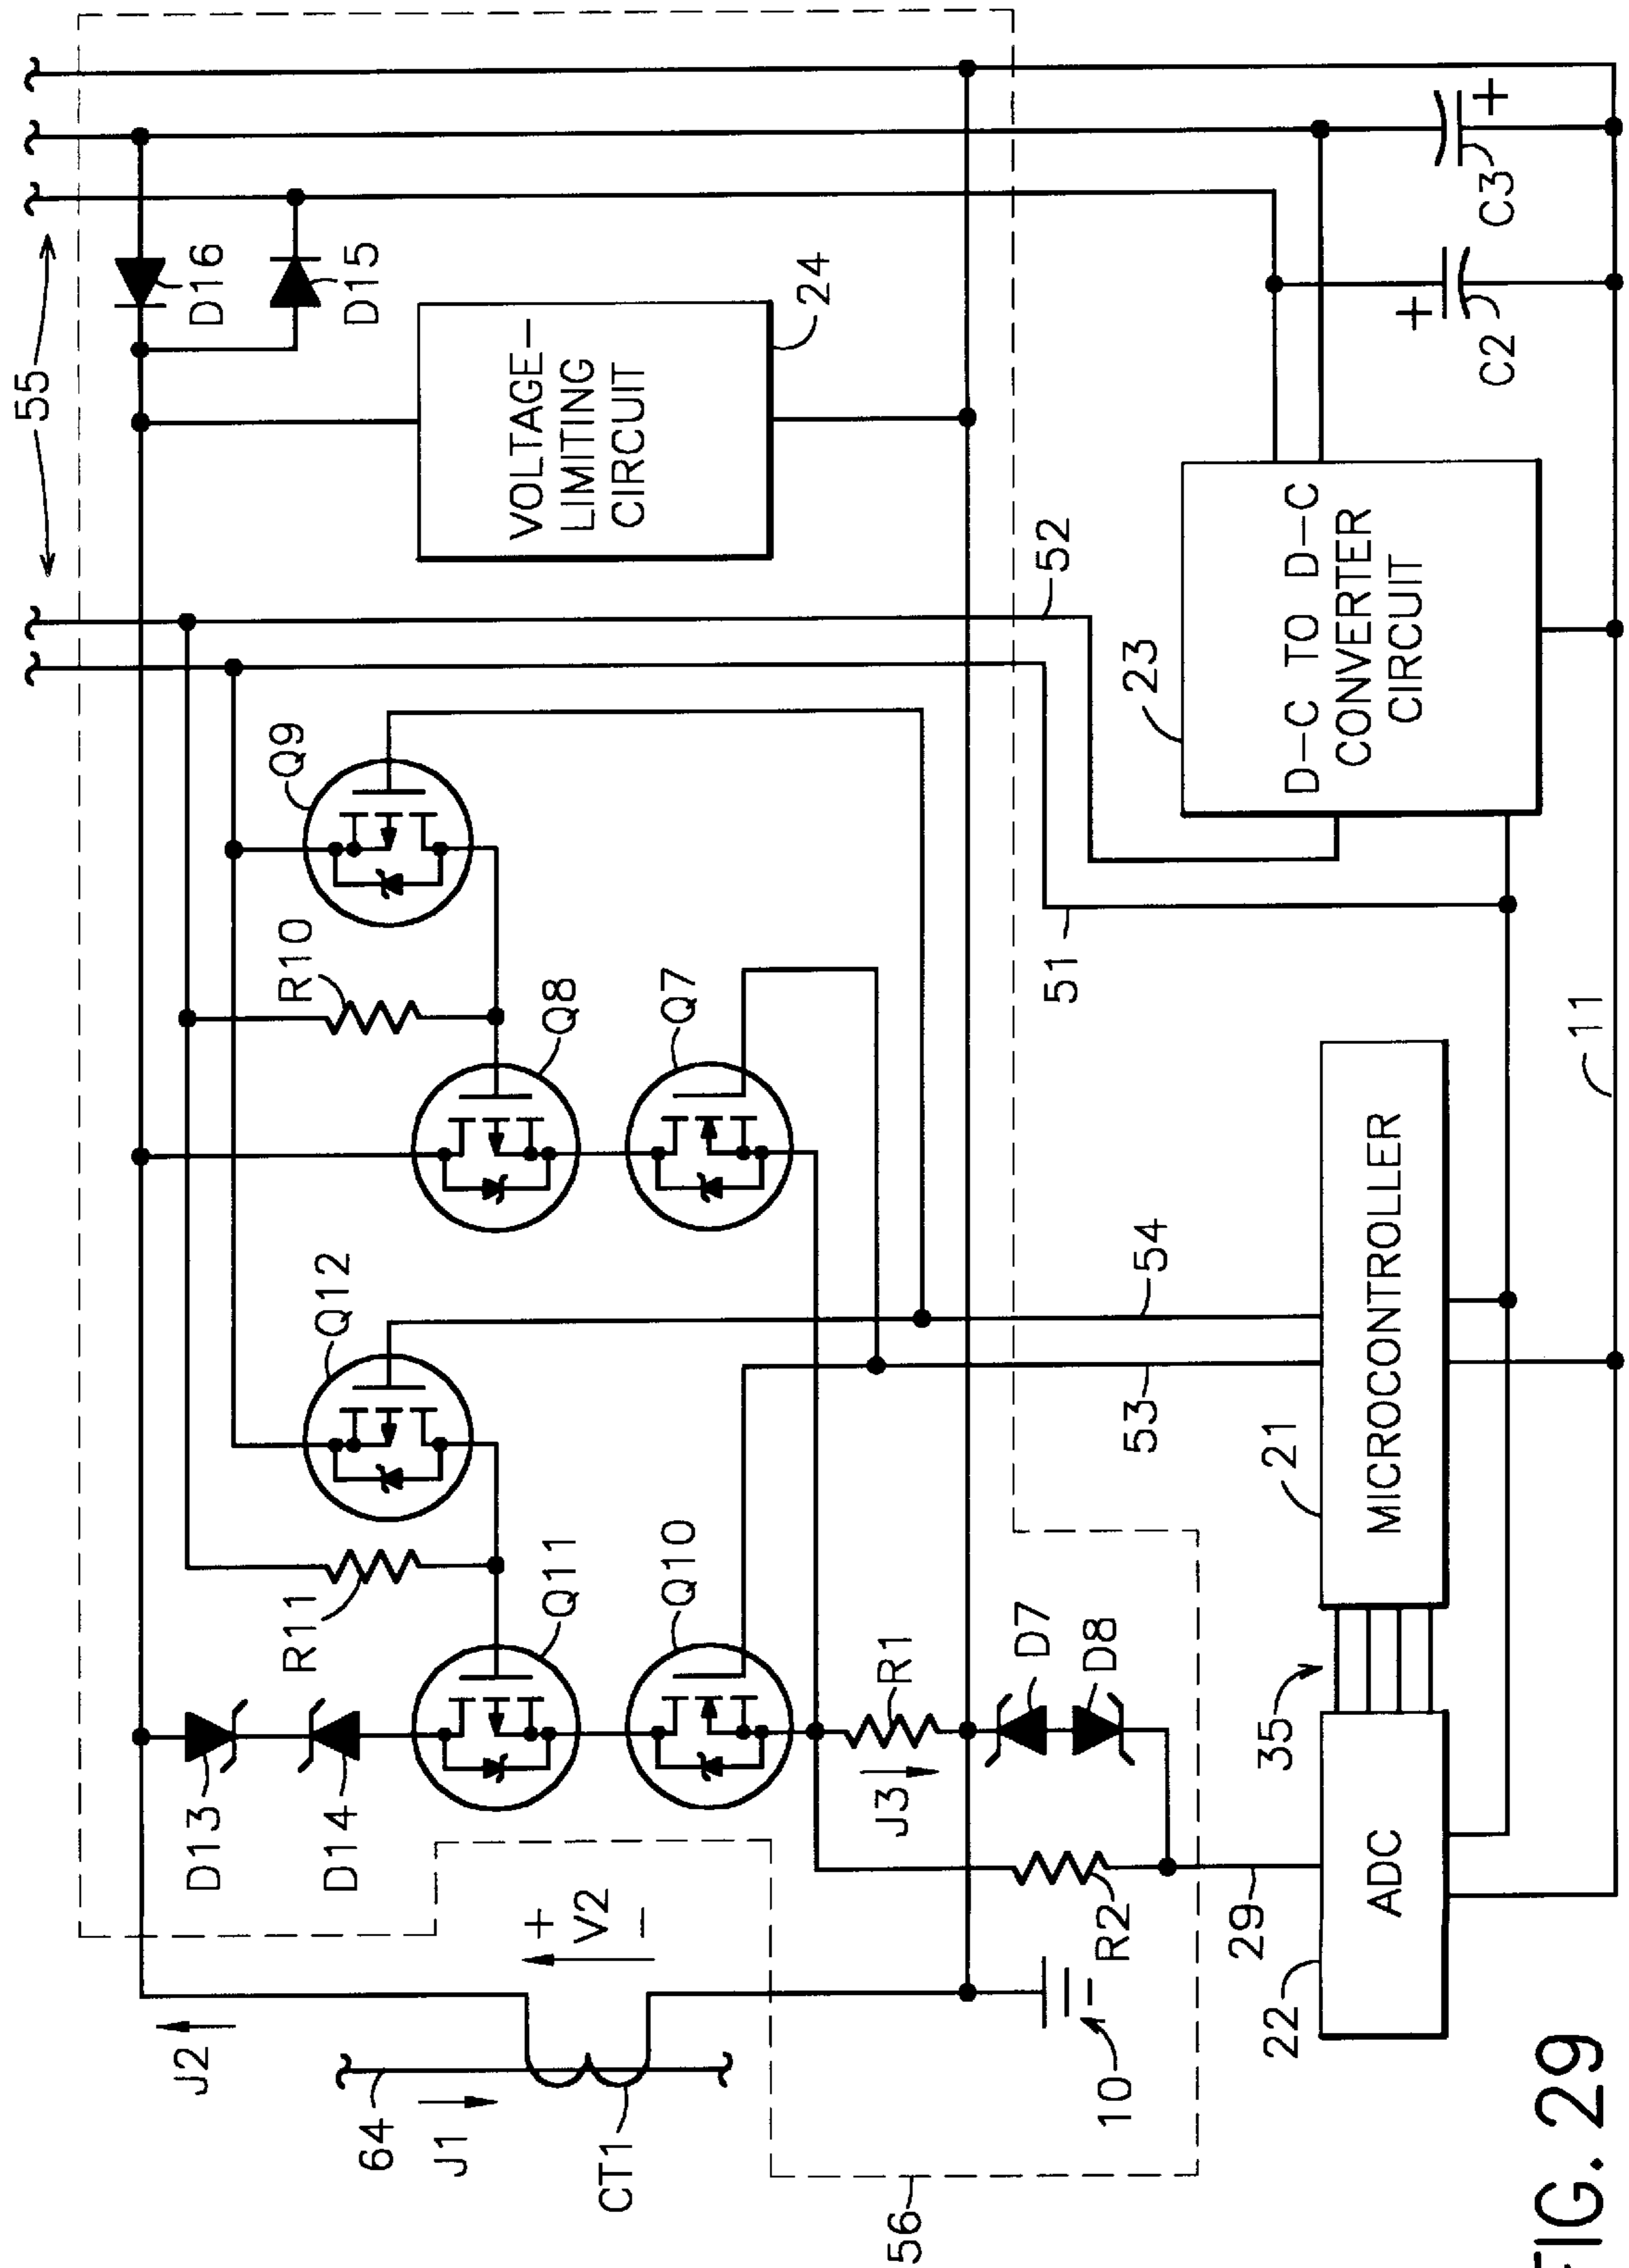 55
D16
D15
VOLTAGE-
LIMITING
CIRCUIT
24
52
Q9
R10
Q8
Q7
51
23
D-C TO D-C
CONVERTER
CIRCUIT
+
C2
+
C3
11
Q12
R11
Q11
Q10
54
53
D13
D14
R1
J3
D7
D8
35
21
MICROCONTROLLER
J2
+
V2
−
64
J1
CT1
10
R2
29
22
ADC
56
FIG. 29